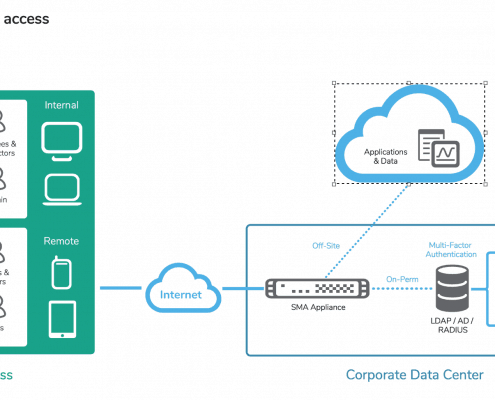 access
Internal
ees &
ctors
in
Remote
s &
rs
s
Internet
Applications
& Data
Off-Site
Multi-Factor
Authentication
On-Perm
SMA Appliance
LDAP / AD /
RADIUS
ss
Corporate Data Center